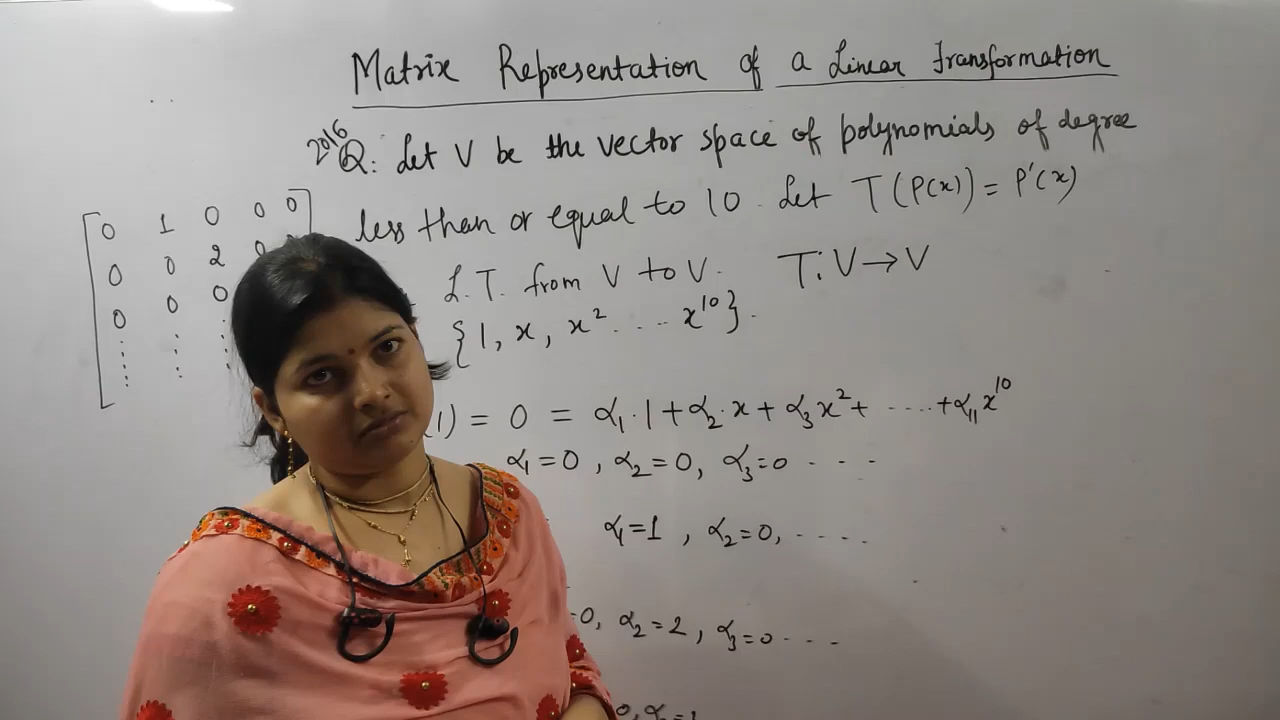 Matrix Representation of a Linear Transformation
2016
Q: Let V be the vector space of polynomials of degree
less than or equal to 10. Let T(P(x)) = P'(x)
L.T. from V to V. T: V → V
{1, x, x² .... x¹⁰}.
(1) = 0 = α₁·1 + α₂·x + α₃x² + ..... + α₁₁x¹⁰
α₁=0, α₂=0, α₃=0 ....
α₁=1, α₂=0, ....
=0, α₂=2, α₃=0 ....
0 1 0 0 0
0 0 2 0
0 0 0